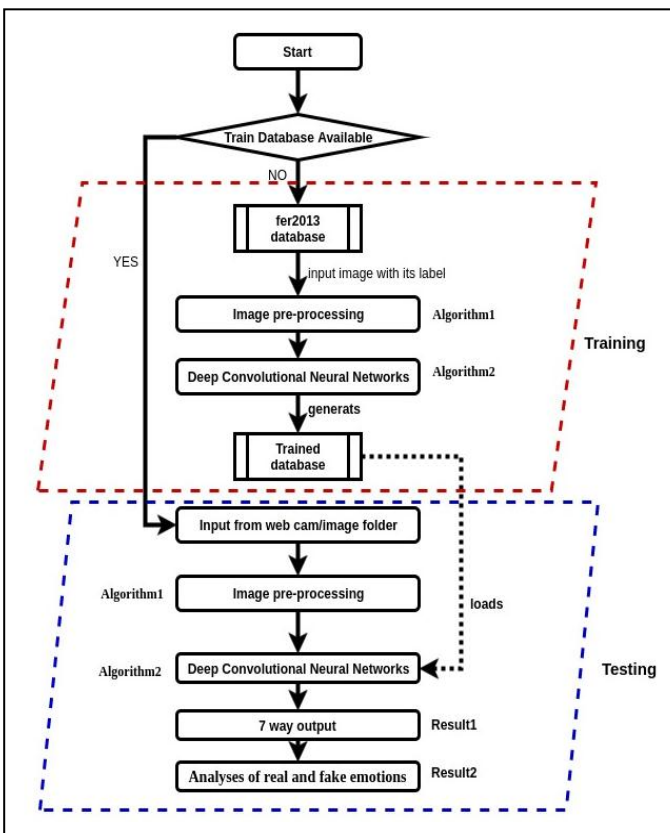 Start
Train Database Available
NO
YES
fer2013
database
input image with its label
Image pre-processing
Algorithm1
Training
Deep Convolutional Neural Networks
Algorithm2
generats
Trained
database
Input from web cam/image folder
Algorithm1
Image pre-processing
loads
Algorithm2
Deep Convolutional Neural Networks
Testing
7 way output
Result1
Analyses of real and fake emotions
Result2